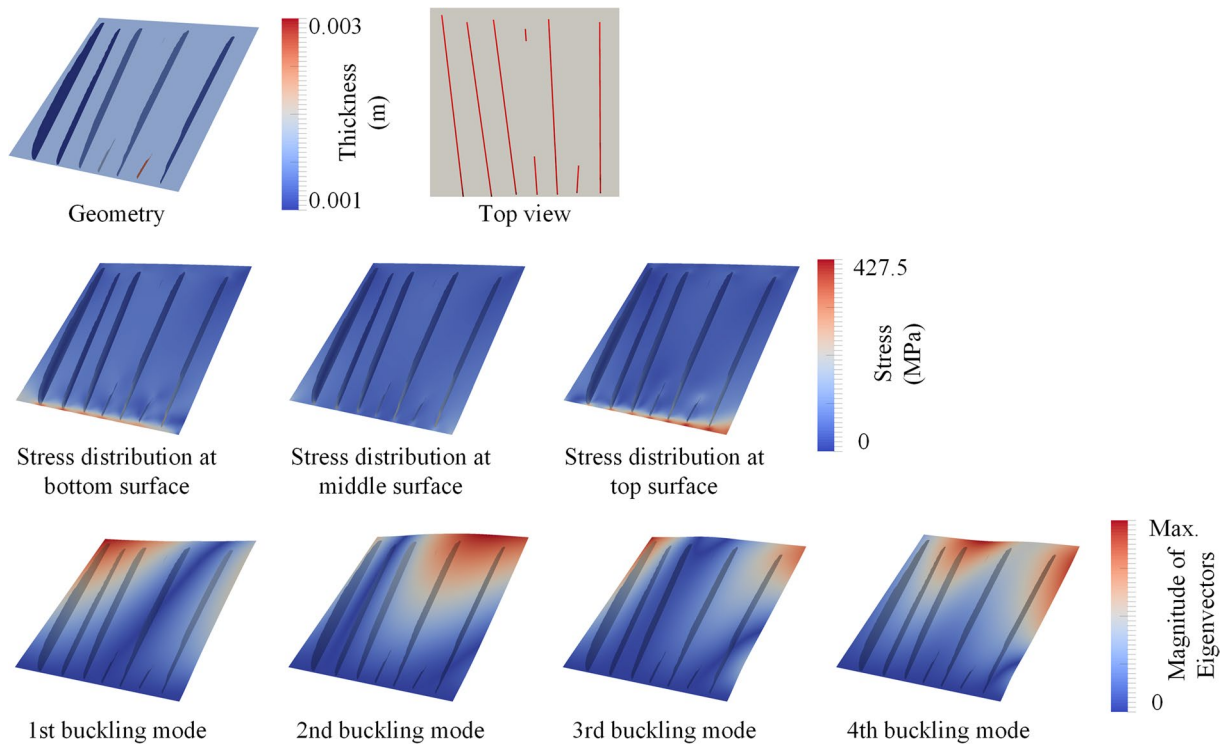 0.003
Thickness
(m)
0.001
Geometry
Top view
427.5
Stress
(MPa)
0
Stress distribution at
bottom surface
Stress distribution at
middle surface
Stress distribution at
top surface
Max.
Magnitude of
Eigenvectors
0
1st buckling mode
2nd buckling mode
3rd buckling mode
4th buckling mode